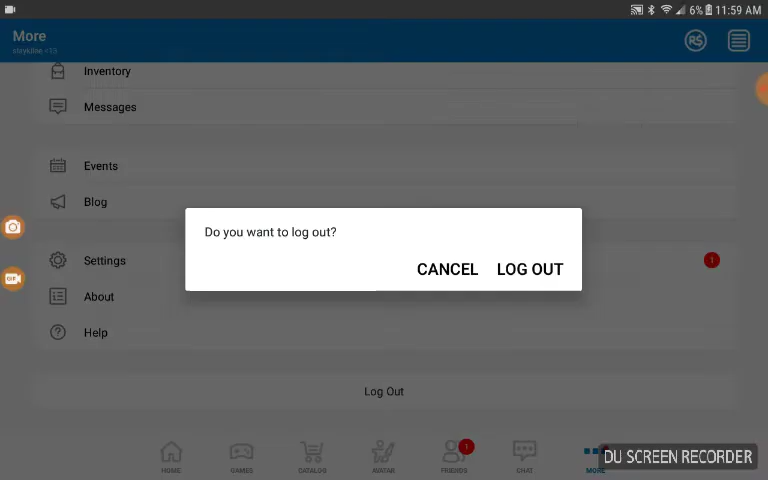 6% 11:59 AM
More
Inventory
Messages
Events
Blog
Do you want to log out?
CANCEL LOG OUT
Settings
1
About
Help
Log Out
1
HOME GAMES CATALOG AVATAR FRIENDS CHAT MORE
DU SCREEN RECORDER
GIF
R$